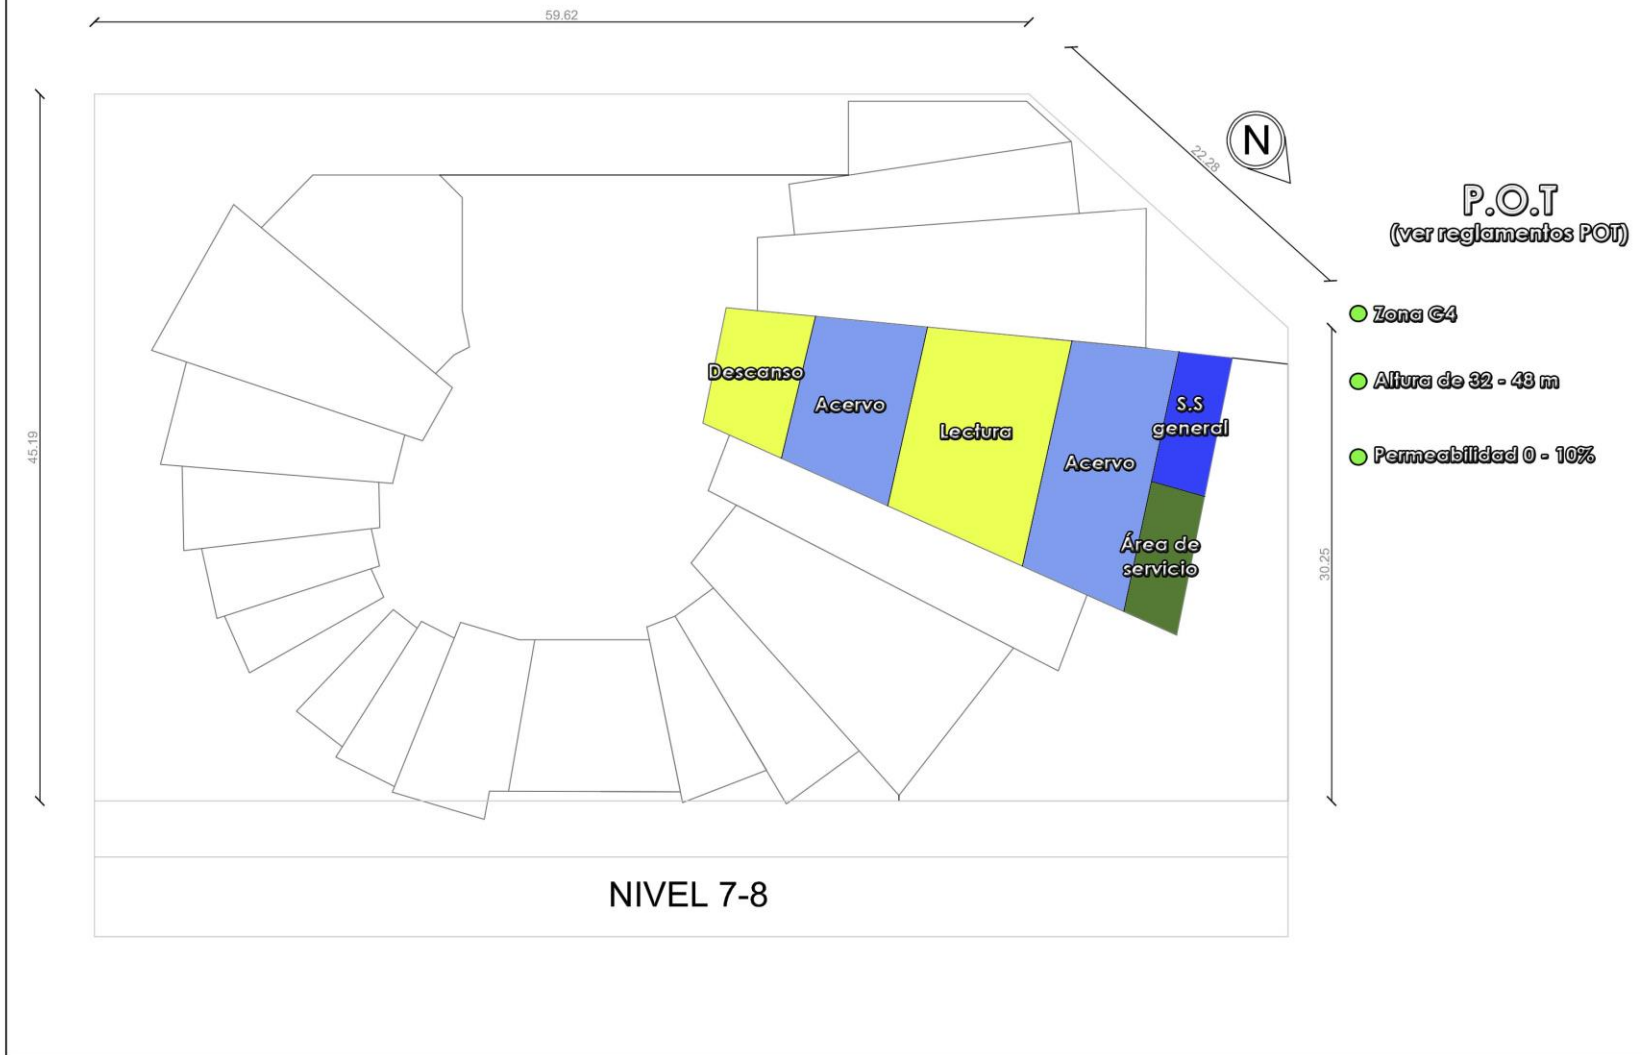 59.62
22.28
N
P.O.T
(ver reglamentos POT)
Zona G4
Altura de 32 - 48 m
Permeabilidad 0 - 10%
45.19
30.25
Descanso
Acervo
Lectura
Acervo
S.S
general
Área de
servicio
NIVEL 7-8